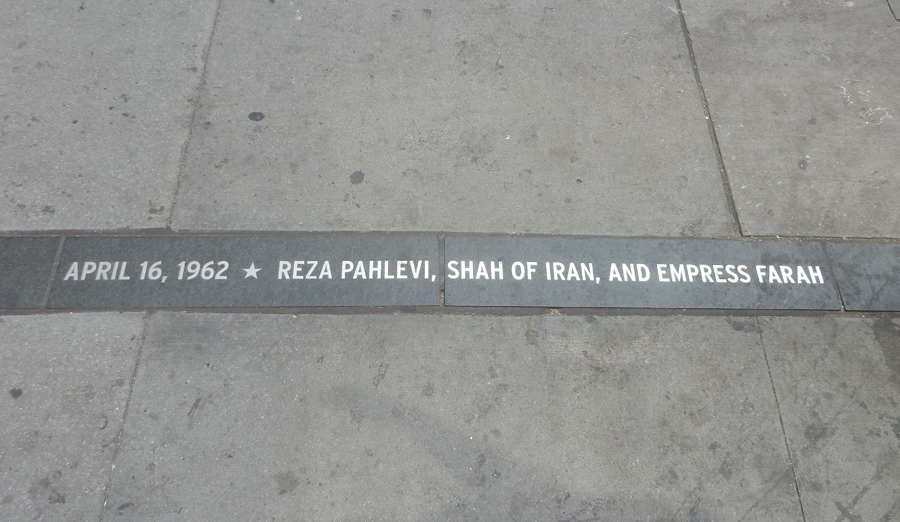 APRIL 16, 1962 ★ REZA PAHLEVI, SHAH OF IRAN, AND EMPRESS FARAH